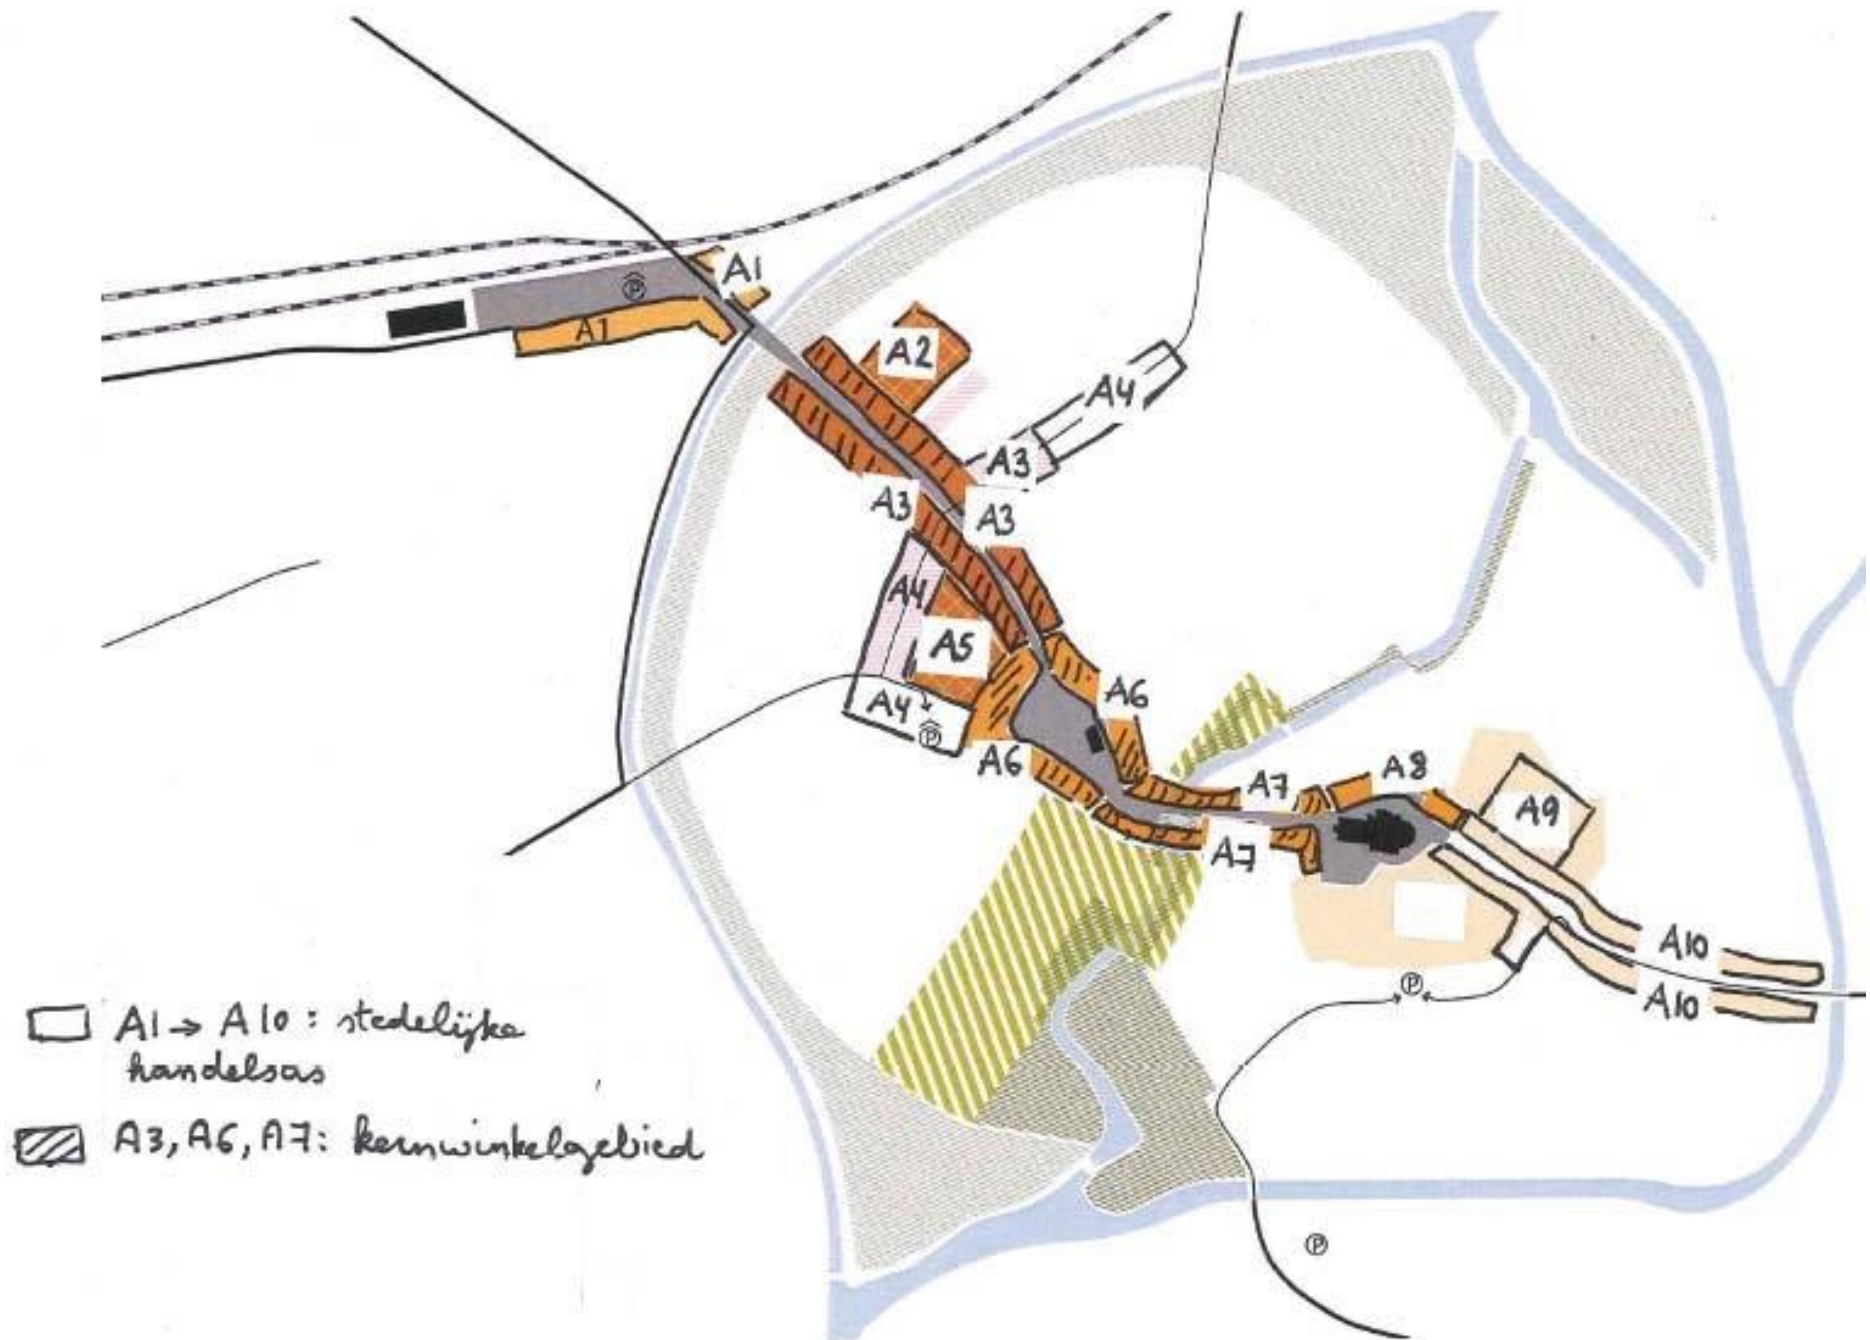 P
A1
A1
A2
A4
A3
A3
A3
A4
A5
A6
A4
P
A6
A8
A7
A9
A7
A10
P
A10
A1 → A10 : stedelijke
handelsas
A3, A6, A7: kernwinkelgebied
P